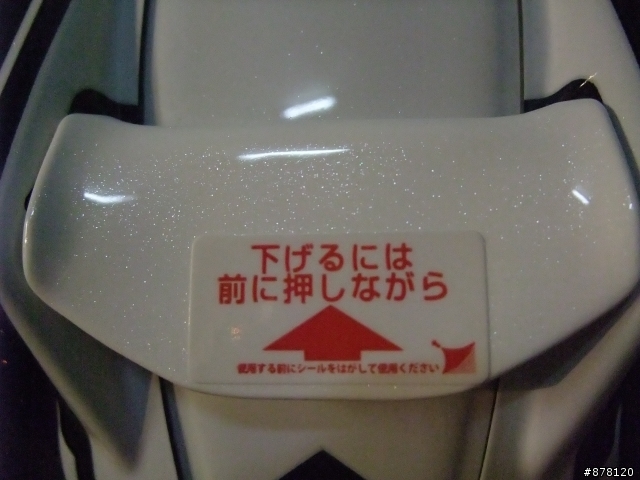 下げるには
前に押しながら
使用する前にシールをはがして使用ください
#878120